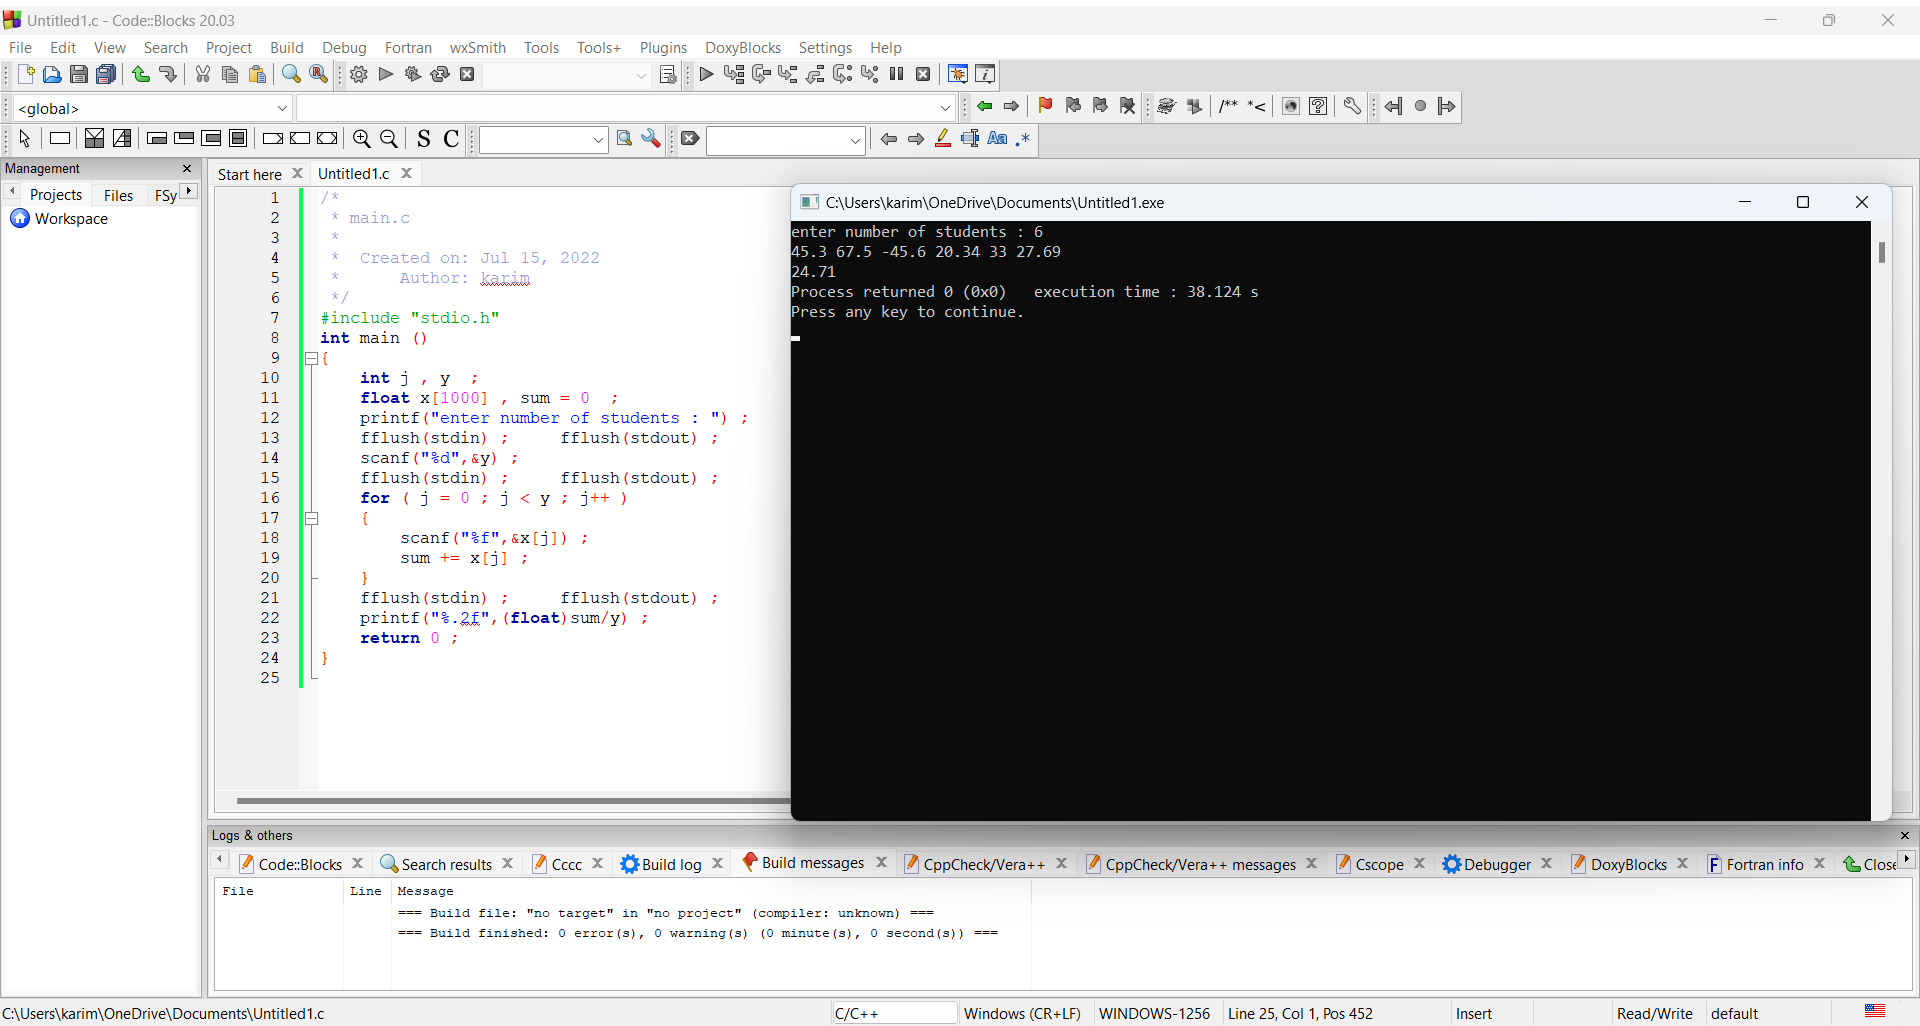 Untitled1.c - Code::Blocks 20.03
File Edit View Search Project Build Debug Fortran wxSmith Tools Tools+ Plugins DoxyBlocks Settings Help
<global>
/** *<
S C
Aa .*
Management
Projects Files FSy
Workspace
Start here Untitled1.c
1 /*
2 * main.c
3 *
4 * Created on: Jul 15, 2022
5 * Author: karim
6 */
7 #include "stdio.h"
8 int main ()
9 {
10 int j , y ;
11 float x[1000] , sum = 0 ;
12 printf("enter number of students : ") ;
13 fflush(stdin) ; fflush(stdout) ;
14 scanf("%d",&y) ;
15 fflush(stdin) ; fflush(stdout) ;
16 for ( j = 0 ; j < y ; j++ )
17 {
18 scanf("%f",&x[j]) ;
19 sum += x[j] ;
20 }
21 fflush(stdin) ; fflush(stdout) ;
22 printf("%.2f",(float)sum/y) ;
23 return 0 ;
24 }
25
C:\Users\karim\OneDrive\Documents\Untitled1.exe
enter number of students : 6
45.3 67.5 -45.6 20.34 33 27.69
24.71
Process returned 0 (0x0) execution time : 38.124 s
Press any key to continue.
Logs & others
Code::Blocks Search results Cccc Build log Build messages CppCheck/Vera++ CppCheck/Vera++ messages Cscope Debugger DoxyBlocks Fortran info Close
File Line Message
=== Build file: "no target" in "no project" (compiler: unknown) ===
=== Build finished: 0 error(s), 0 warning(s) (0 minute(s), 0 second(s)) ===
C:\Users\karim\OneDrive\Documents\Untitled1.c C/C++ Windows (CR+LF) WINDOWS-1256 Line 25, Col 1, Pos 452 Insert Read/Write default